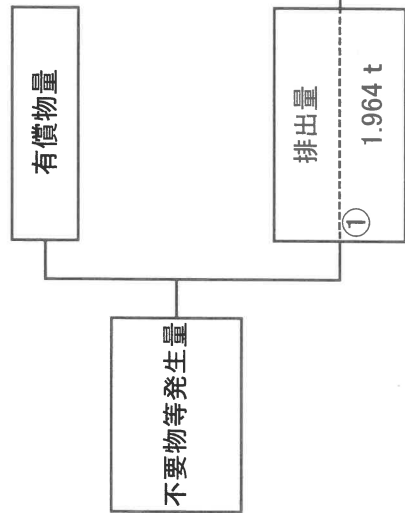 不要物等発生量
有償物量
排出量
①
1.964 t